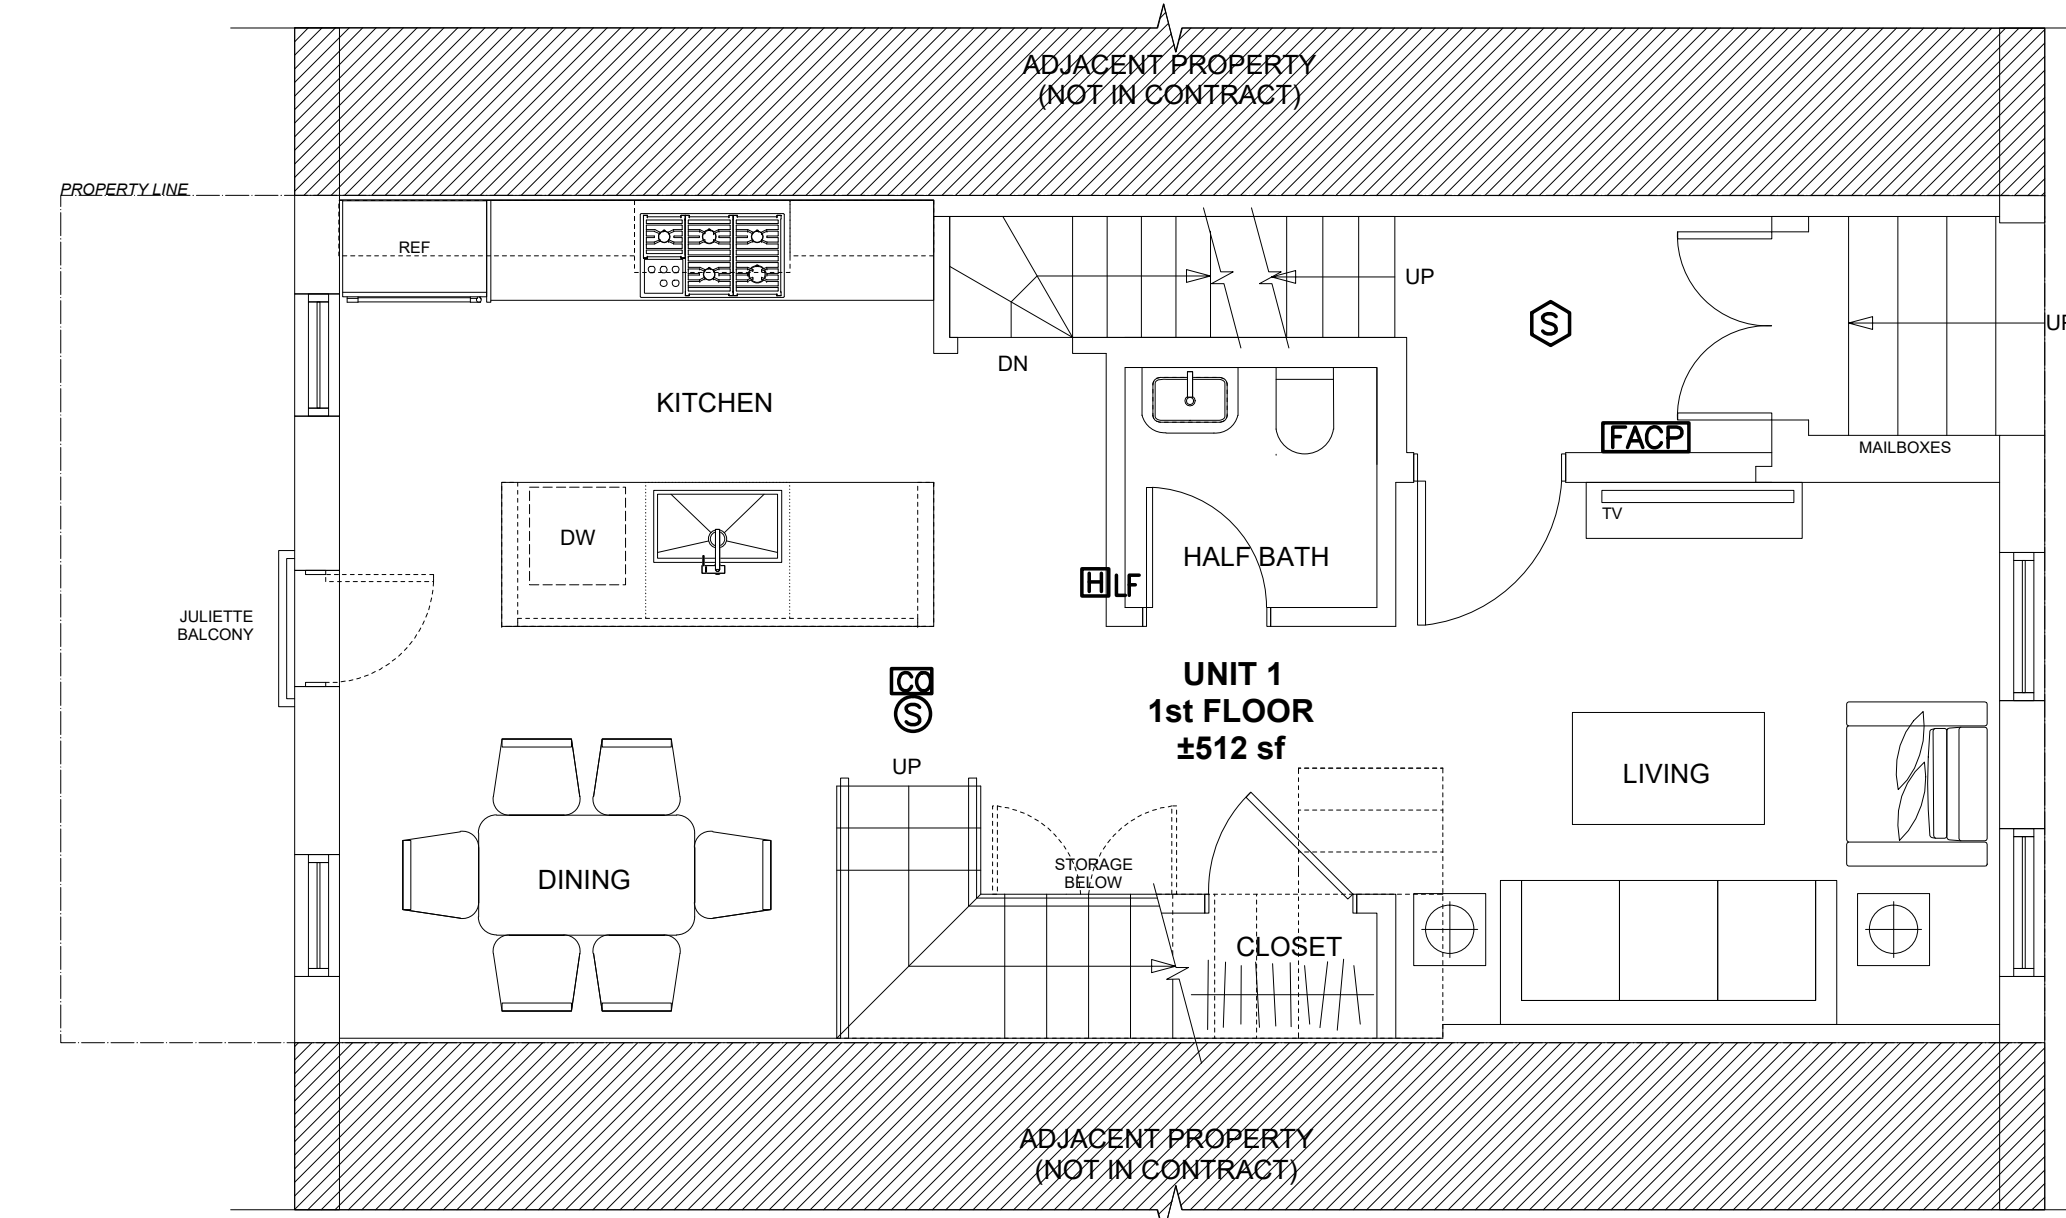 ADJACENT PROPERTY
(NOT IN CONTRACT)
PROPERTY LINE
REF
UP
S
UP
DN
KITCHEN
FACP
MAILBOXES
TV
DW
HALF BATH
H LF
JULIETTE
BALCONY
CO
S
UNIT 1
1st FLOOR
±512 sf
UP
LIVING
STORAGE
BELOW
DINING
CLOSET
ADJACENT PROPERTY
(NOT IN CONTRACT)